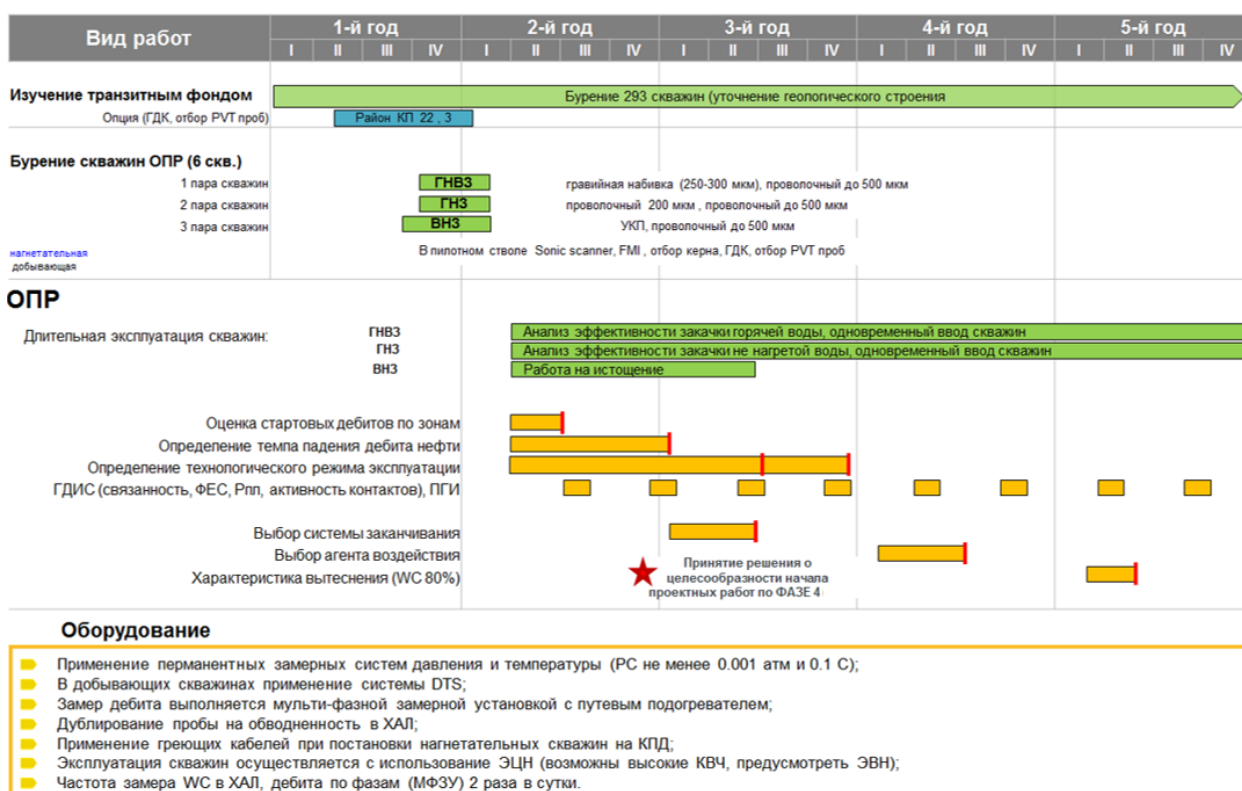 Вид работ
1-й год 2-й год 3-й год 4-й год 5-й год
I II III IV I II III IV I II III IV I II III IV I II III IV
Изучение транзитным фондом
Бурение 293 скважин (уточнение геологического строения
Опция (ГДК, отбор PVT проб)
Район КП 22 , 3
Бурение скважин ОПР (6 скв.)
1 пара скважин ГНВЗ гравийная набивка (250-300 мкм), проволочный до 500 мкм
2 пара скважин ГНЗ проволочный 200 мкм , проволочный до 500 мкм
3 пара скважин ВНЗ УКП, проволочный до 500 мкм
нагнетательная
добывающая
В пилотном стволе Sonic scanner, FMI , отбор керна, ГДК, отбор PVT проб
ОПР
Длительная эксплуатация скважин:
ГНВЗ Анализ эффективности закачки горячей воды, одновременный ввод скважин
ГНЗ Анализ эффективности закачки не нагретой воды, одновременный ввод скважин
ВНЗ Работа на истощение
Оценка стартовых дебитов по зонам
Определение темпа падения дебита нефти
Определение технологического режима эксплуатации
ГДИС (связанность, ФЕС, Рпл, активность контактов), ПГИ
Выбор системы заканчивания
Выбор агента воздействия
Характеристика вытеснения (WC 80%)
Принятие решения о
целесообразности начала
проектных работ по ФАЗЕ 4
Оборудование
Применение перманентных замерных систем давления и температуры (РС не менее 0.001 атм и 0.1 С);
В добывающих скважинах применение системы DTS;
Замер дебита выполняется мульти-фазной замерной установкой с путевым подогревателем;
Дублирование пробы на обводненность в ХАЛ;
Применение греющих кабелей при постановки нагнетательных скважин на КПД;
Эксплуатация скважин осуществляется с использование ЭЦН (возможны высокие КВЧ, предусмотреть ЭВН);
Частота замера WC в ХАЛ, дебита по фазам (МФЗУ) 2 раза в сутки.